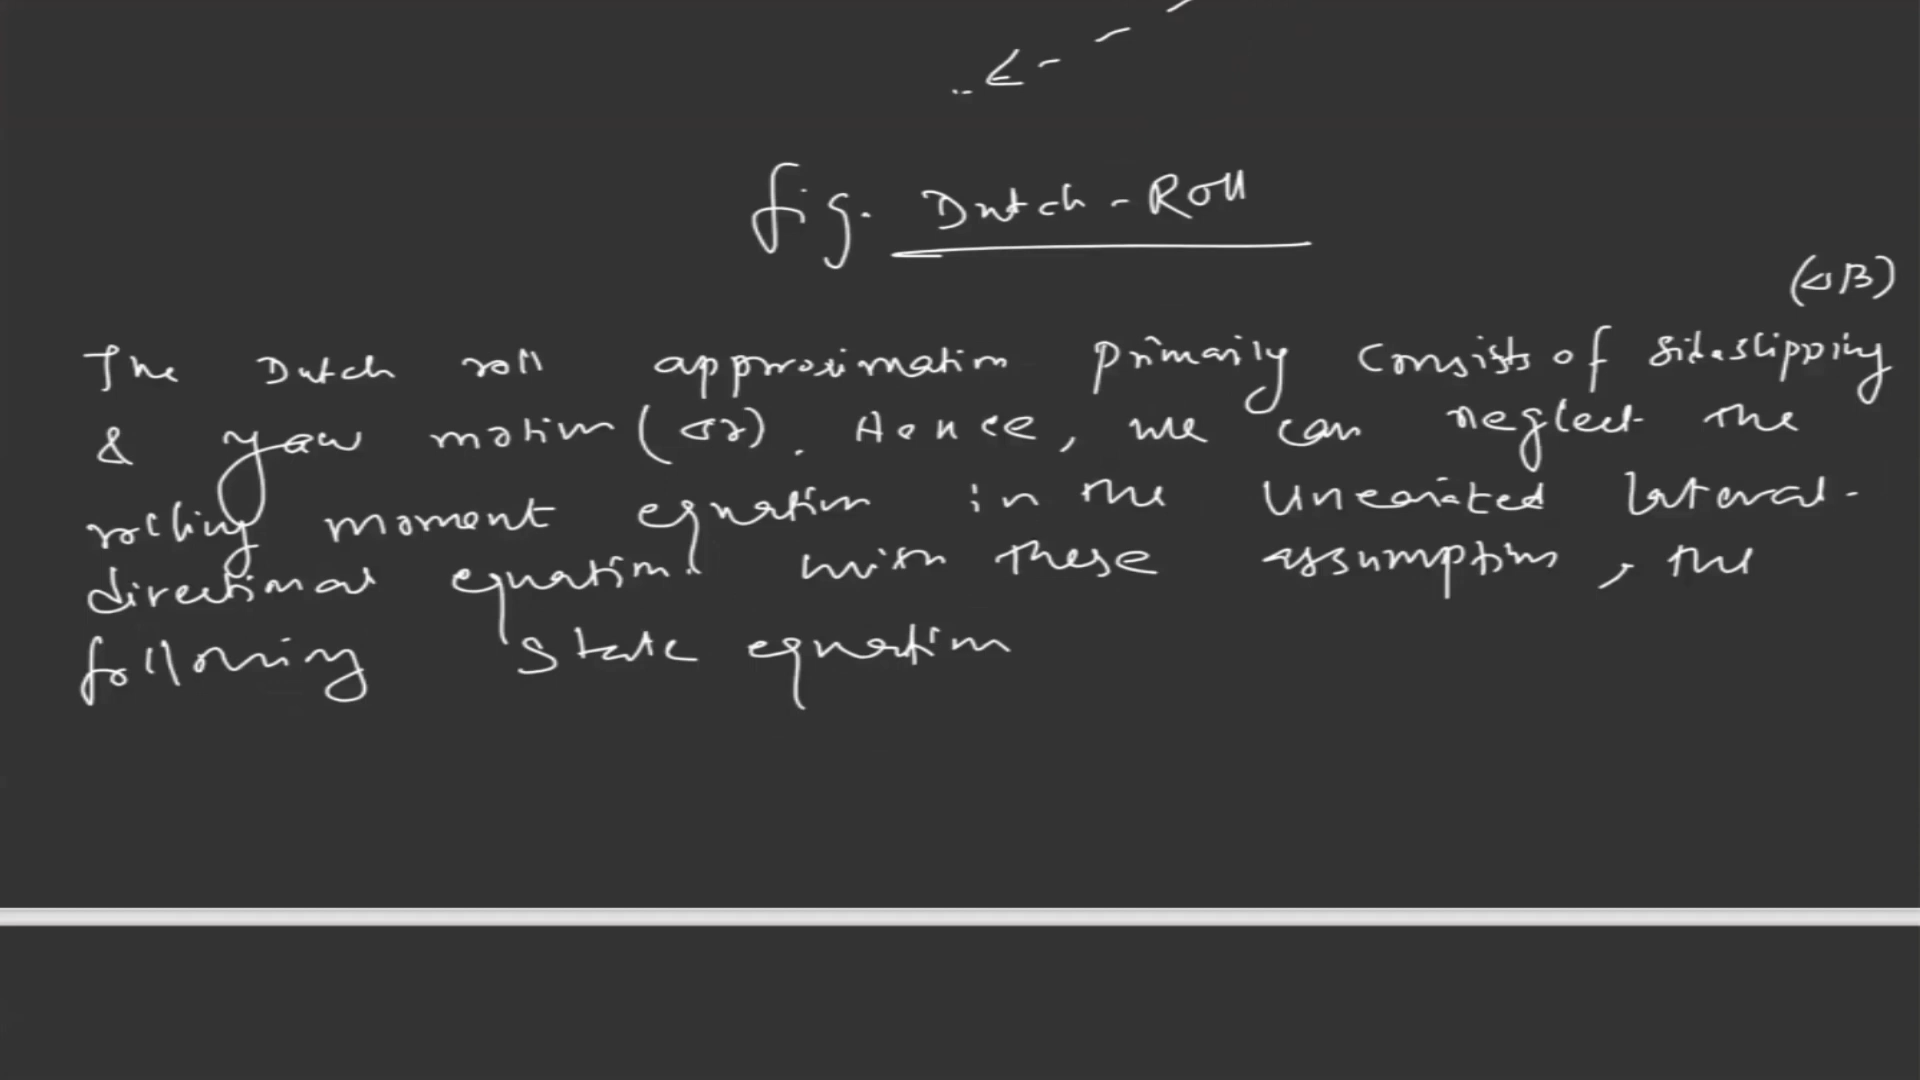 fig. Dutch-Roll
(ΔB)
The Dutch roll approximation primarily consists of sideslipping
& yaw motion (Δr). Hence, we can neglect the
rolling moment equation in the lateral-
directional equation. with these assumptions, the
following state equation